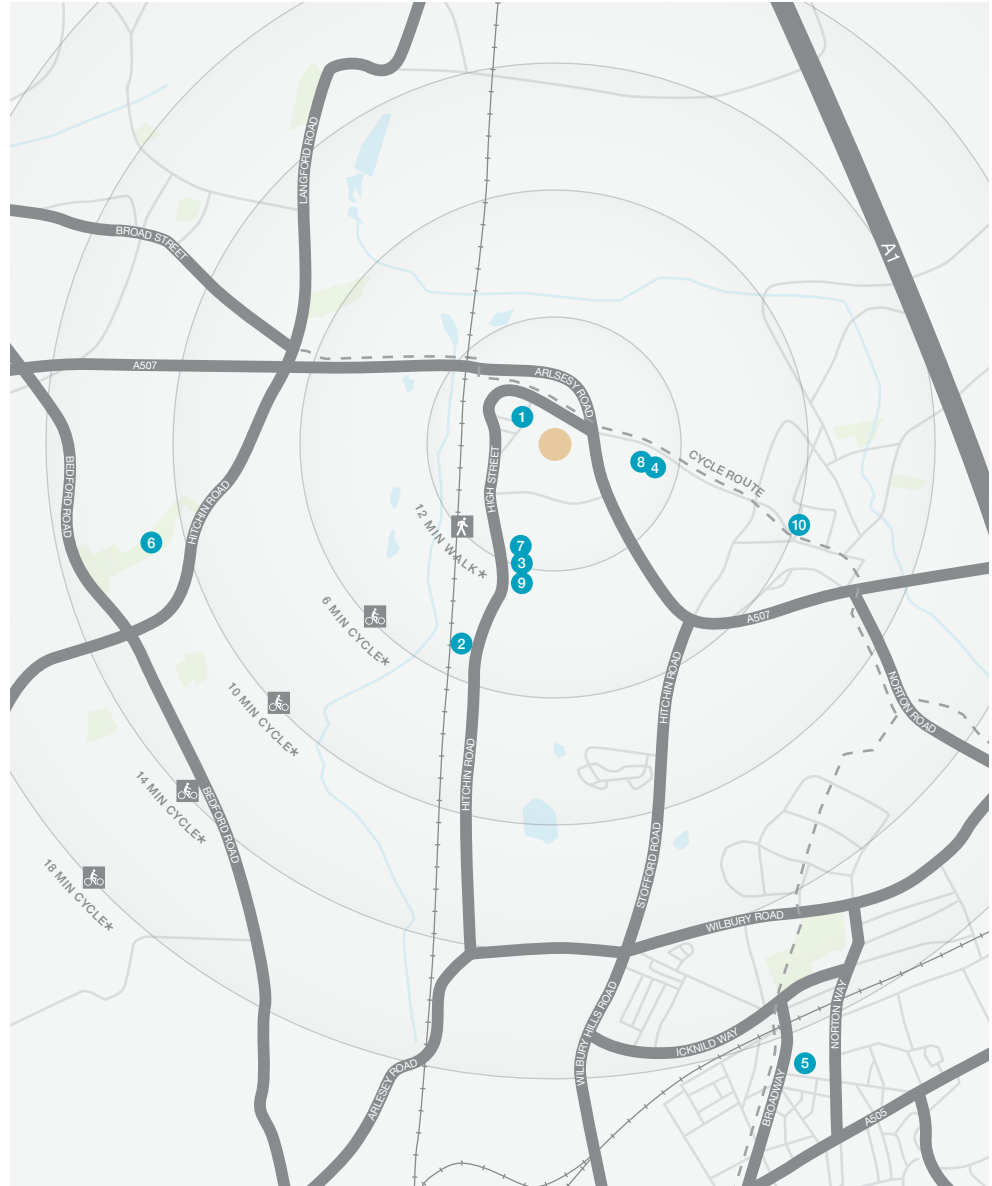 LANGFORD ROAD
BROAD STREET
A1
A507
ARLSESY ROAD
1
HIGH STREET
8
4
CYCLE ROUTE
BEDFORD ROAD
HITCHIN ROAD
6
10
12 MIN WALK*
7
3
9
6 MIN CYCLE*
2
A507
10 MIN CYCLE*
HITCHIN ROAD
NORTON ROAD
14 MIN CYCLE*
BEDFORD ROAD
HITCHIN ROAD
18 MIN CYCLE*
STOFFORD ROAD
WILBURY ROAD
WILBURY HILLS ROAD
ICKNILD WAY
NORTON WAY
5
ARLESEY ROAD
BROADWAY
A505